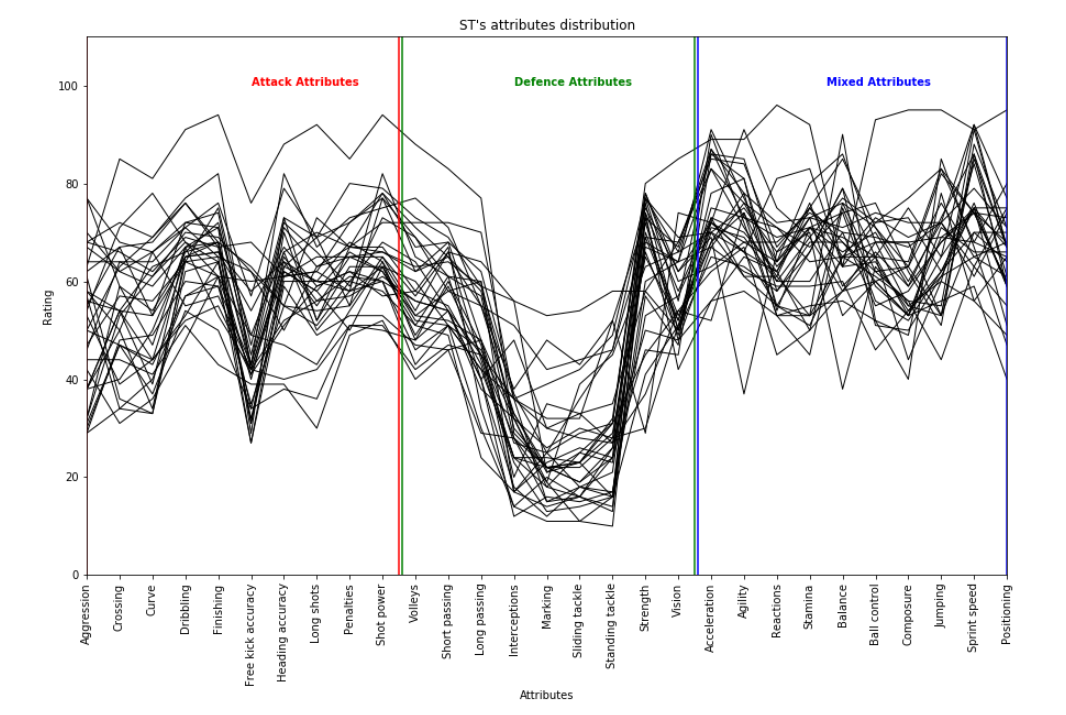 ST's attributes distribution
Attack Attributes
Defence Attributes
Mixed Attributes
Rating
100
80
60
40
20
0
Aggression
Crossing
Curve
Dribbling
Finishing
Free kick accuracy
Heading accuracy
Long shots
Penalties
Shot power
Volleys
Short passing
Long passing
Interceptions
Marking
Sliding tackle
Standing tackle
Strength
Vision
Acceleration
Agility
Reactions
Stamina
Balance
Ball control
Composure
Jumping
Sprint speed
Positioning
Attributes